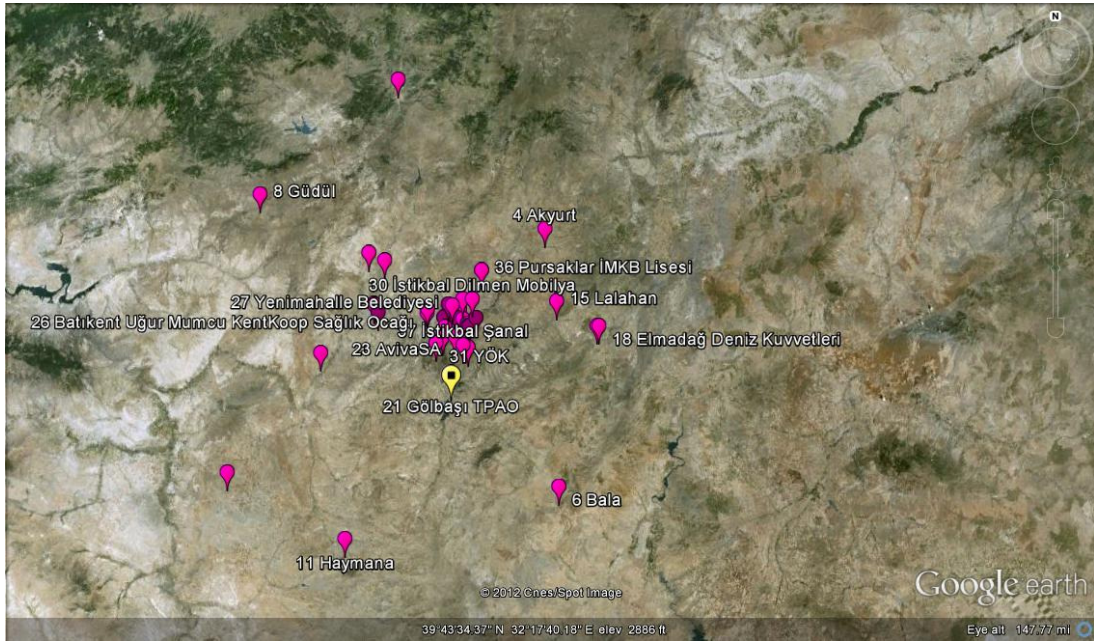 N
8 Güdül
4 Akyurt
36 Pursaklar İMKB Lisesi
30 İstikbal Dilmen Mobilya
27 Yenimahalle Belediyesi
15 Lalahan
26 Batıkent Uğur Mumcu KentKoop Sağlık Ocağı
37 İstikbal Şanal
18 Elmadağ Deniz Kuvvetleri
23 AvivaSA
31 YÖK
21 Gölbaşı TPAO
6 Bala
11 Haymana
© 2012 Cnes/Spot Image
Google earth
39°43'34.37" N 32°17'40.18" E elev 2886 ft
Eye alt 147.77 mi